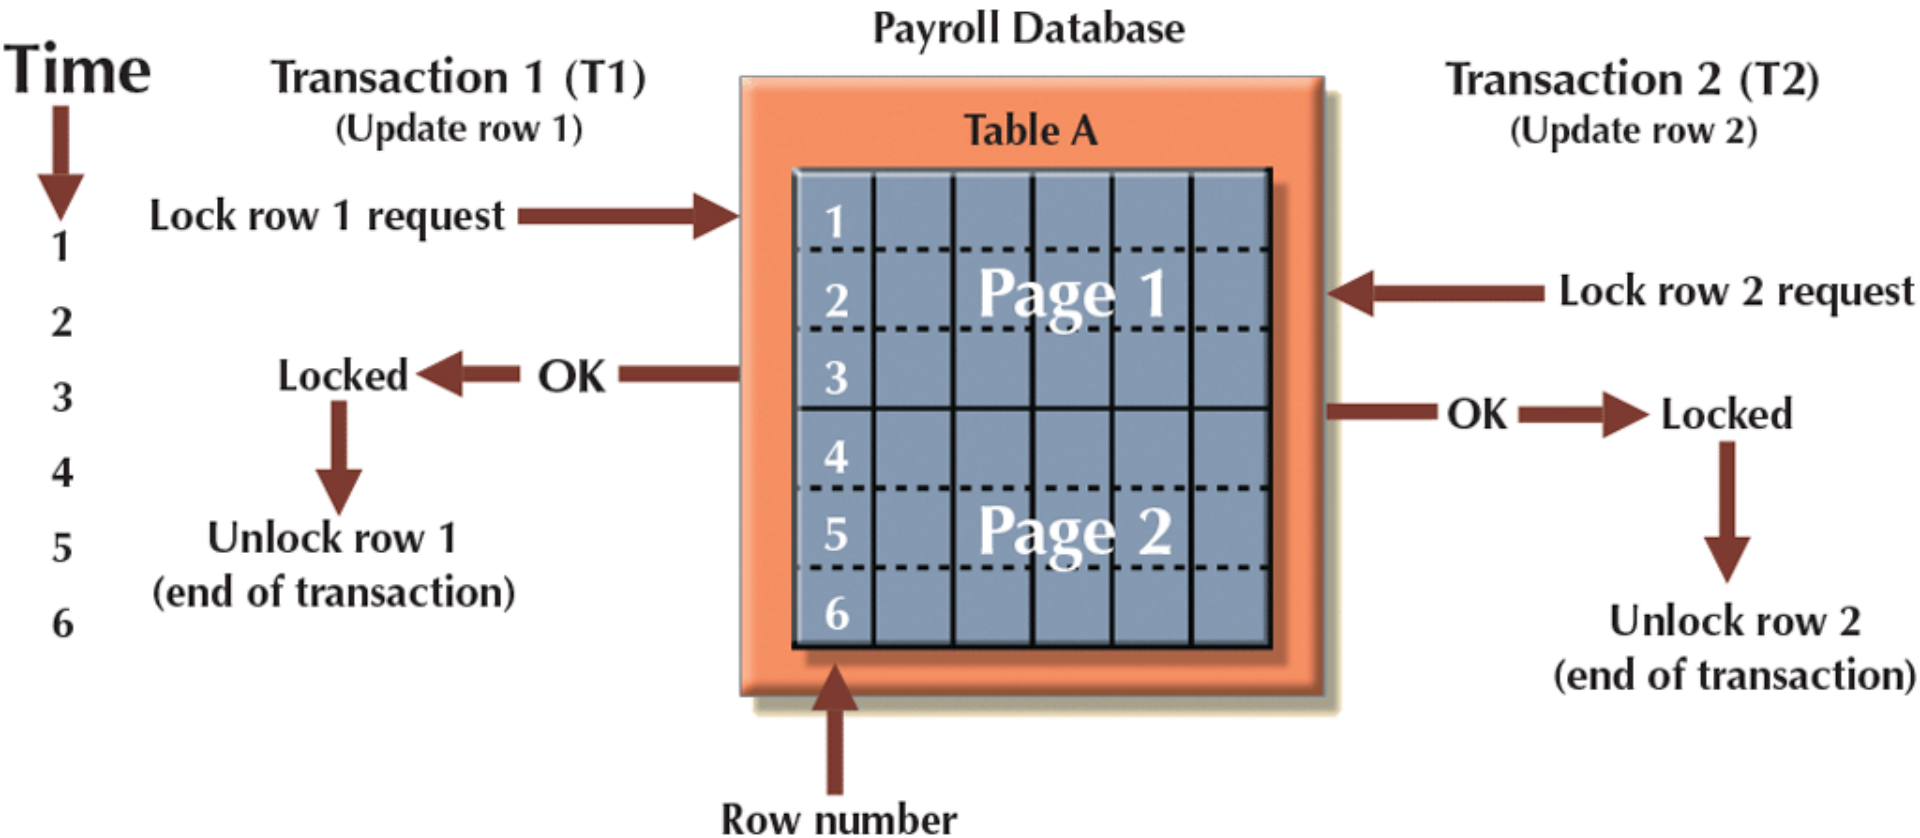 Payroll Database
Time
Transaction 1 (T1)
(Update row 1)
Table A
Transaction 2 (T2)
(Update row 2)
1
2
3
4
5
6
Lock row 1 request
Locked
OK
Unlock row 1
(end of transaction)
1
2
3
4
5
6
Page 1
Page 2
Row number
Lock row 2 request
OK
Locked
Unlock row 2
(end of transaction)